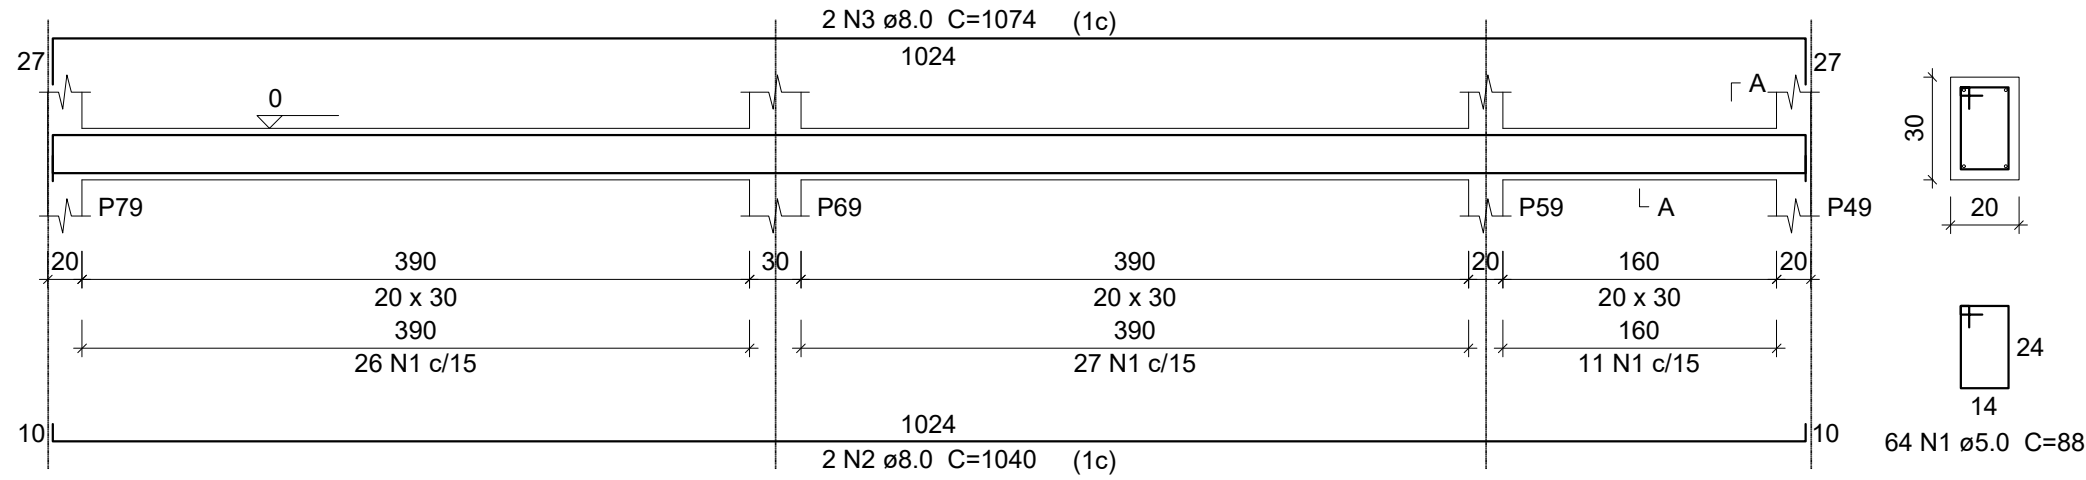 2 N3 ø8.0 C=1074 (1c)
27
1024
27
0
A
30
P79
P69
P59
A
P49
20
20
390
30
390
20
160
20
20 x 30
20 x 30
20 x 30
390
390
160
26 N1 c/15
27 N1 c/15
11 N1 c/15
24
14
10
1024
10
64 N1 ø5.0 C=88
2 N2 ø8.0 C=1040 (1c)